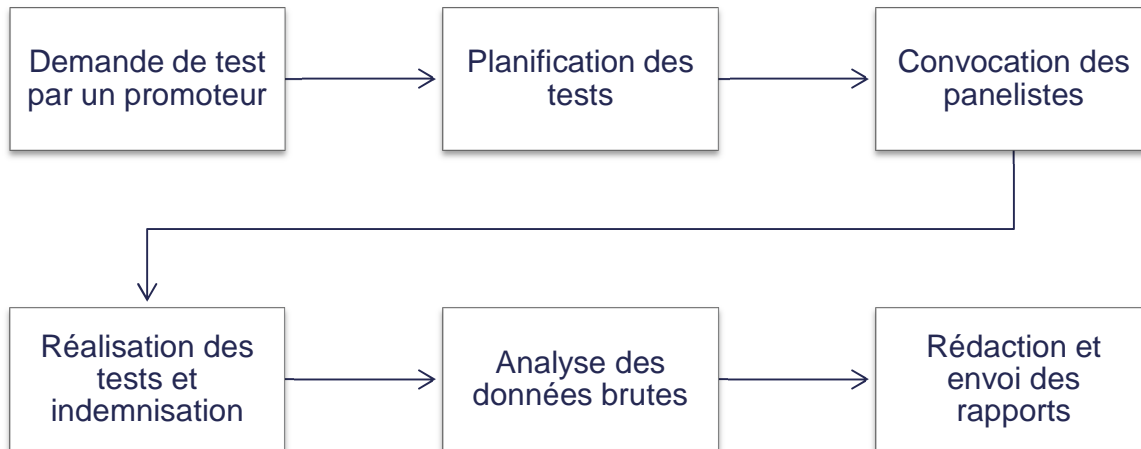 Demande de test
par un promoteur
Planification des
tests
Convocation des
panelistes
Réalisation des
tests et
indemnisation
Analyse des
données brutes
Rédaction et
envoi des
rapports